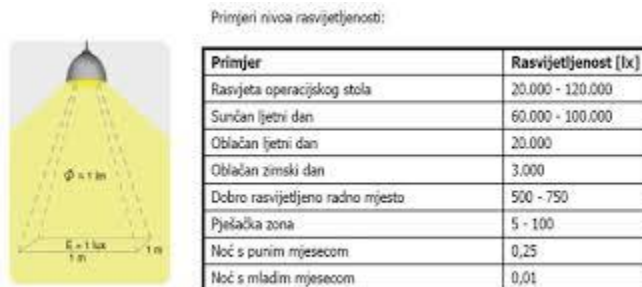 Primjeri nivoa rasvijetljenosti:
Φ = 1 lm
E = 1 lux
1 m
1 m
Primjer Rasvijetljenost [lx]
Rasvjeta operacijskog stola 20.000 - 120.000
Sunčan ljetni dan 60.000 - 100.000
Oblačan ljetni dan 20.000
Oblačan zimski dan 3.000
Dobro rasvijetljeno radno mjesto 500 - 750
Pješačka zona 5 - 100
Noć s punim mjesecom 0,25
Noć s mladim mjesecom 0,01